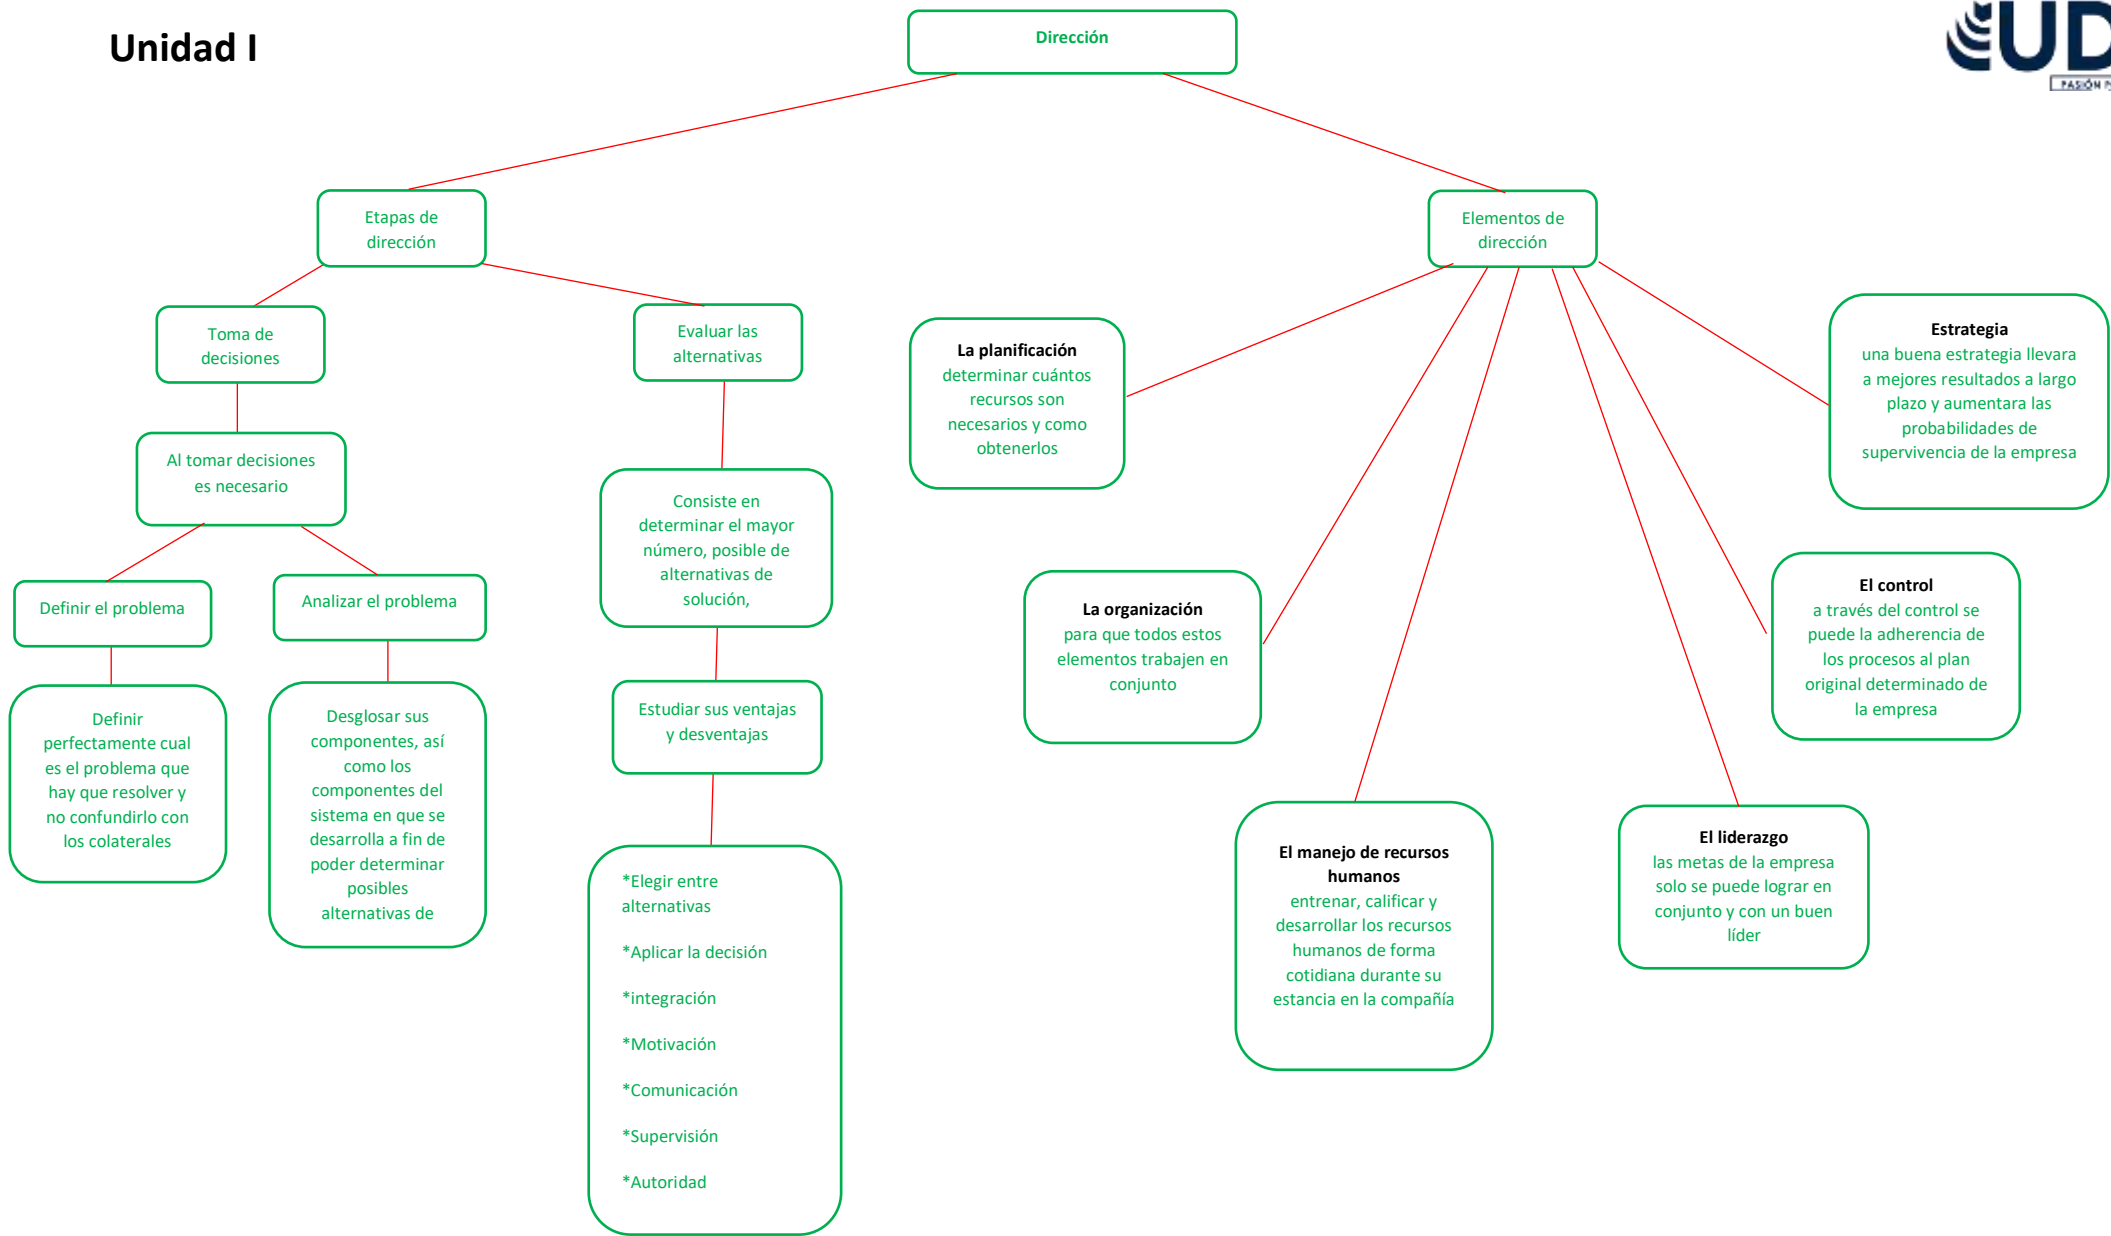 Unidad I
Dirección
UD
PASIÓN P
Etapas de
dirección
Elementos de
dirección
Toma de
decisiones
Evaluar las
alternativas
La planificación
determinar cuántos
recursos son
necesarios y como
obtenerlos
Estrategia
una buena estrategia llevara
a mejores resultados a largo
plazo y aumentara las
probabilidades de
supervivencia de la empresa
Al tomar decisiones
es necesario
Consiste en
determinar el mayor
número, posible de
alternativas de
solución,
Definir el problema
Analizar el problema
La organización
para que todos estos
elementos trabajen en
conjunto
El control
a través del control se
puede la adherencia de
los procesos al plan
original determinado de
la empresa
Definir
perfectamente cual
es el problema que
hay que resolver y
no confundirlo con
los colaterales
Desglosar sus
componentes, así
como los
componentes del
sistema en que se
desarrolla a fin de
poder determinar
posibles
alternativas de
Estudiar sus ventajas
y desventajas
El manejo de recursos
humanos
entrenar, calificar y
desarrollar los recursos
humanos de forma
cotidiana durante su
estancia en la compañía
El liderazgo
las metas de la empresa
solo se puede lograr en
conjunto y con un buen
líder
*Elegir entre
alternativas
*Aplicar la decisión
*integración
*Motivación
*Comunicación
*Supervisión
*Autoridad